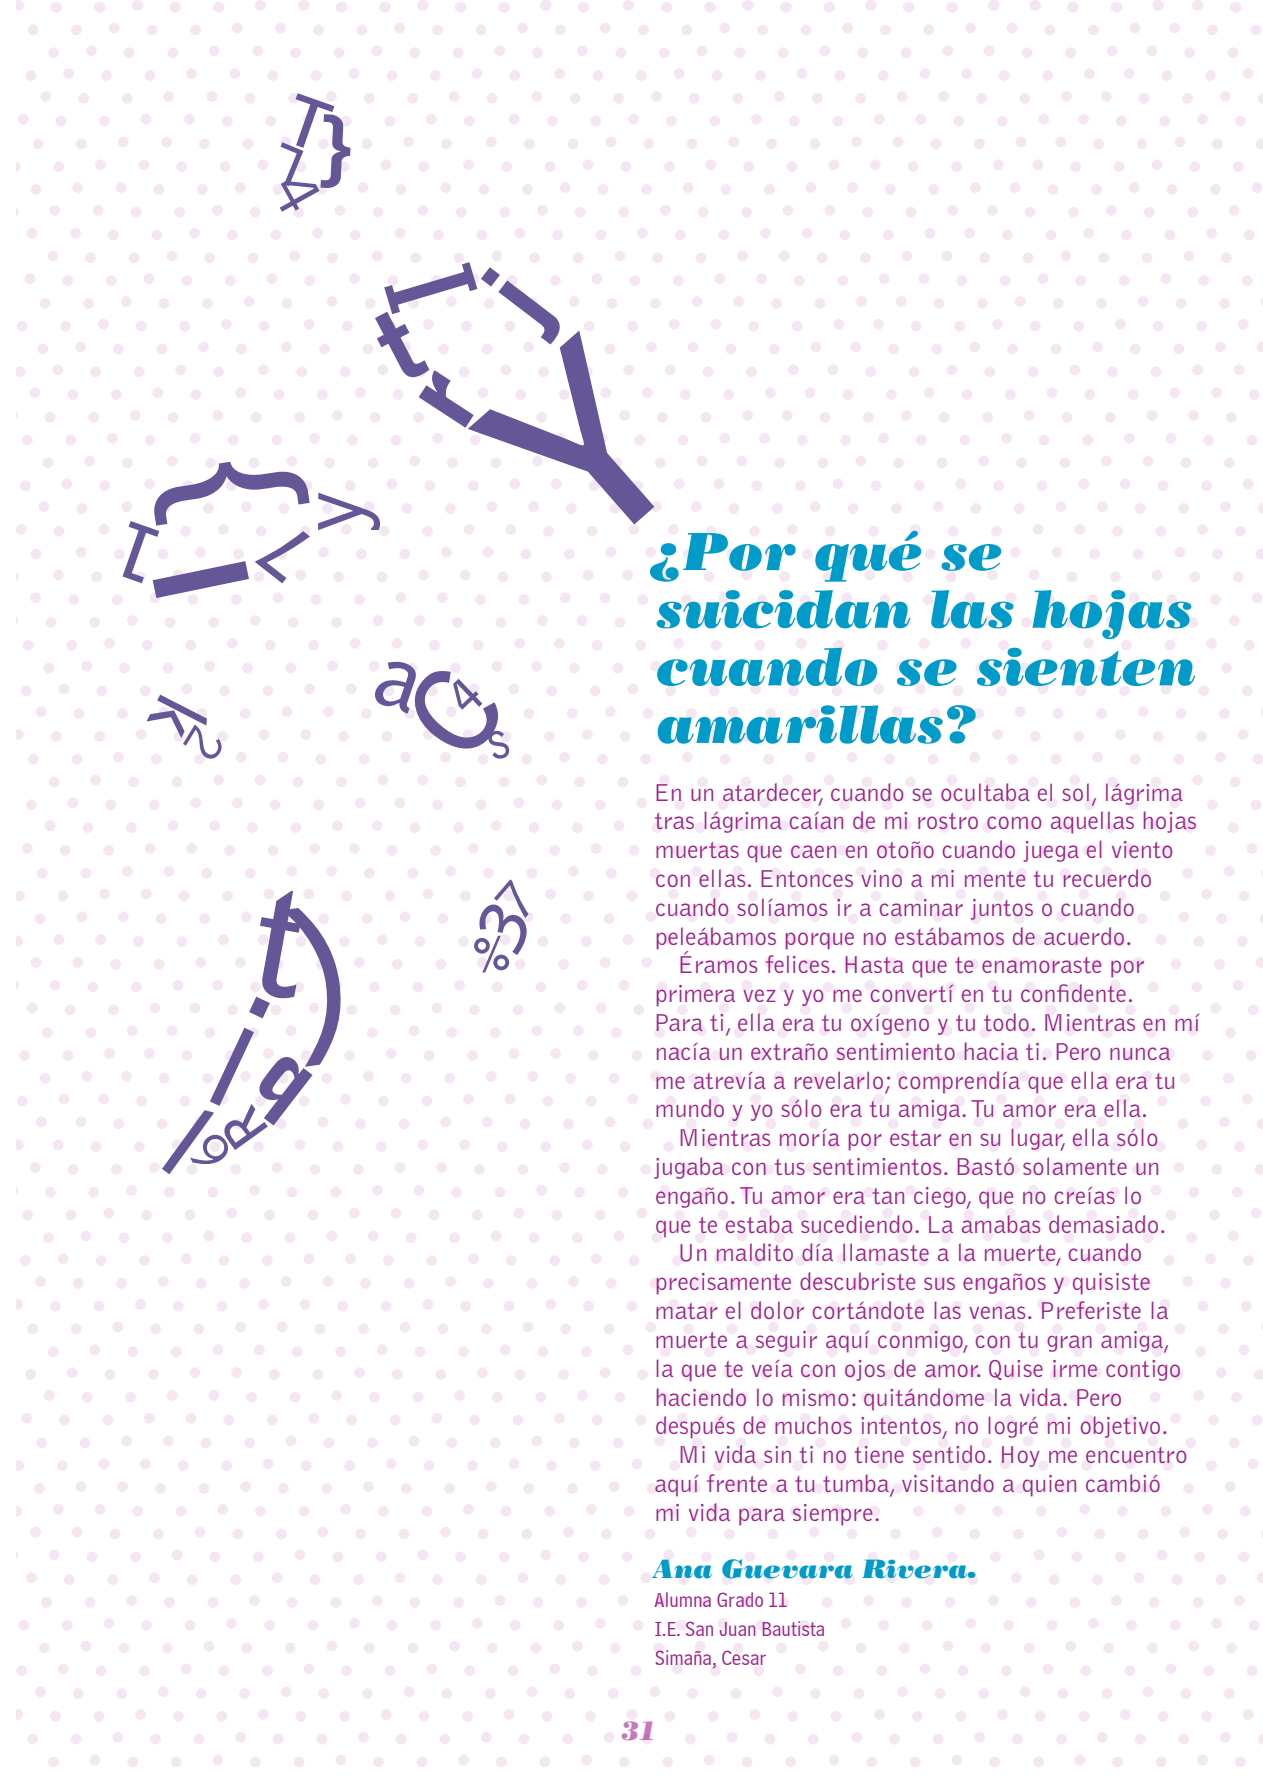 ¿Por qué se
suicidan las hojas
cuando se sienten
amarillas?
En un atardecer, cuando se ocultaba el sol, lágrima
tras lágrima caían de mi rostro como aquellas hojas
muertas que caen en otoño cuando juega el viento
con ellas. Entonces vino a mi mente tu recuerdo
cuando solíamos ir a caminar juntos o cuando
peleábamos porque no estábamos de acuerdo.
Éramos felices. Hasta que te enamoraste por
primera vez y yo me convertí en tu confidente.
Para ti, ella era tu oxígeno y tu todo. Mientras en mí
nacía un extraño sentimiento hacia ti. Pero nunca
me atrevía a revelarlo; comprendía que ella era tu
mundo y yo sólo era tu amiga. Tu amor era ella.
Mientras moría por estar en su lugar, ella sólo
jugaba con tus sentimientos. Bastó solamente un
engaño. Tu amor era tan ciego, que no creías lo
que te estaba sucediendo. La amabas demasiado.
Un maldito día llamaste a la muerte, cuando
precisamente descubriste sus engaños y quisiste
matar el dolor cortándote las venas. Preferiste la
muerte a seguir aquí conmigo, con tu gran amiga,
la que te veía con ojos de amor. Quise irme contigo
haciendo lo mismo: quitándome la vida. Pero
después de muchos intentos, no logré mi objetivo.
Mi vida sin ti no tiene sentido. Hoy me encuentro
aquí frente a tu tumba, visitando a quien cambió
mi vida para siempre.
Ana Guevara Rivera.
Alumna Grado 11
I.E. San Juan Bautista
Simaña, Cesar
31